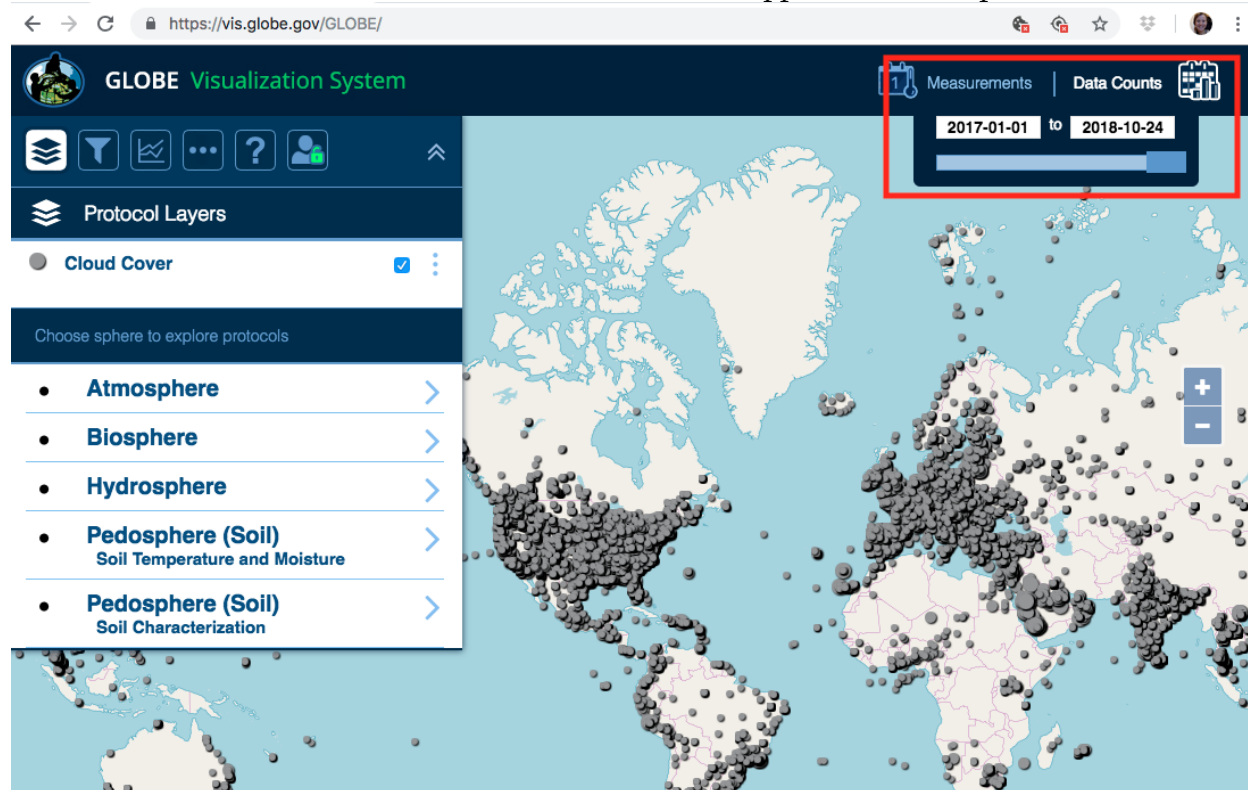 https://vis.globe.gov/GLOBE/
GLOBE Visualization System
1 Measurements | Data Counts
2017-01-01 to 2018-10-24
?
Protocol Layers
Cloud Cover
Choose sphere to explore protocols
• Atmosphere
• Biosphere
• Hydrosphere
• Pedosphere (Soil)
Soil Temperature and Moisture
• Pedosphere (Soil)
Soil Characterization
+
-